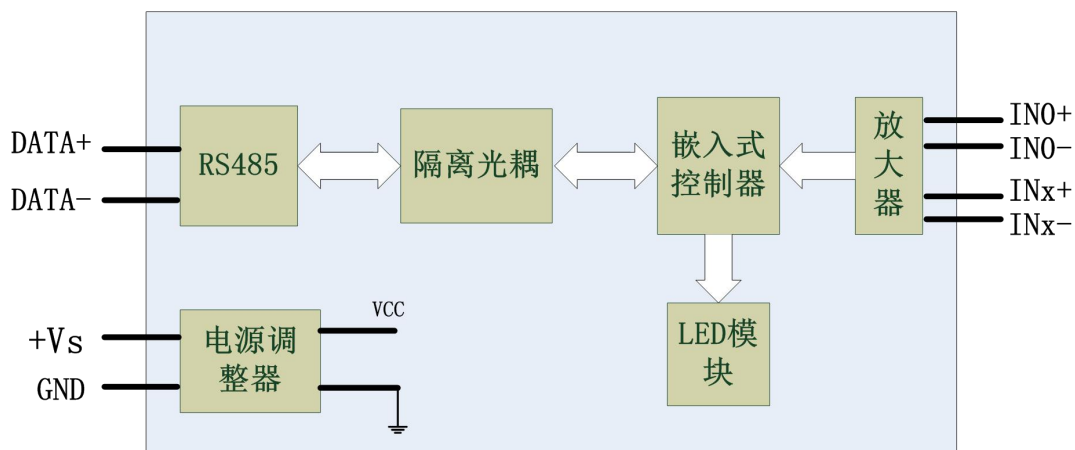 DATA+
DATA-
RS485
隔离光耦
嵌入式
控制器
放
大
器
IN0+
IN0-
INx+
INx-
+Vs
GND
电源调
整器
VCC
LED模
块